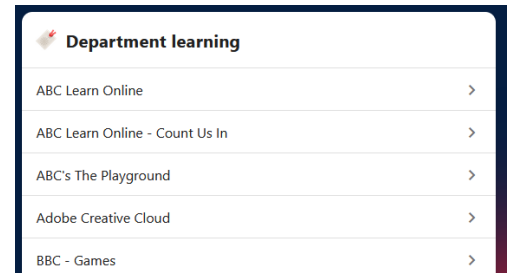 Department learning
ABC Learn Online
ABC Learn Online - Count Us In
ABC's The Playground
Adobe Creative Cloud
BBC - Games